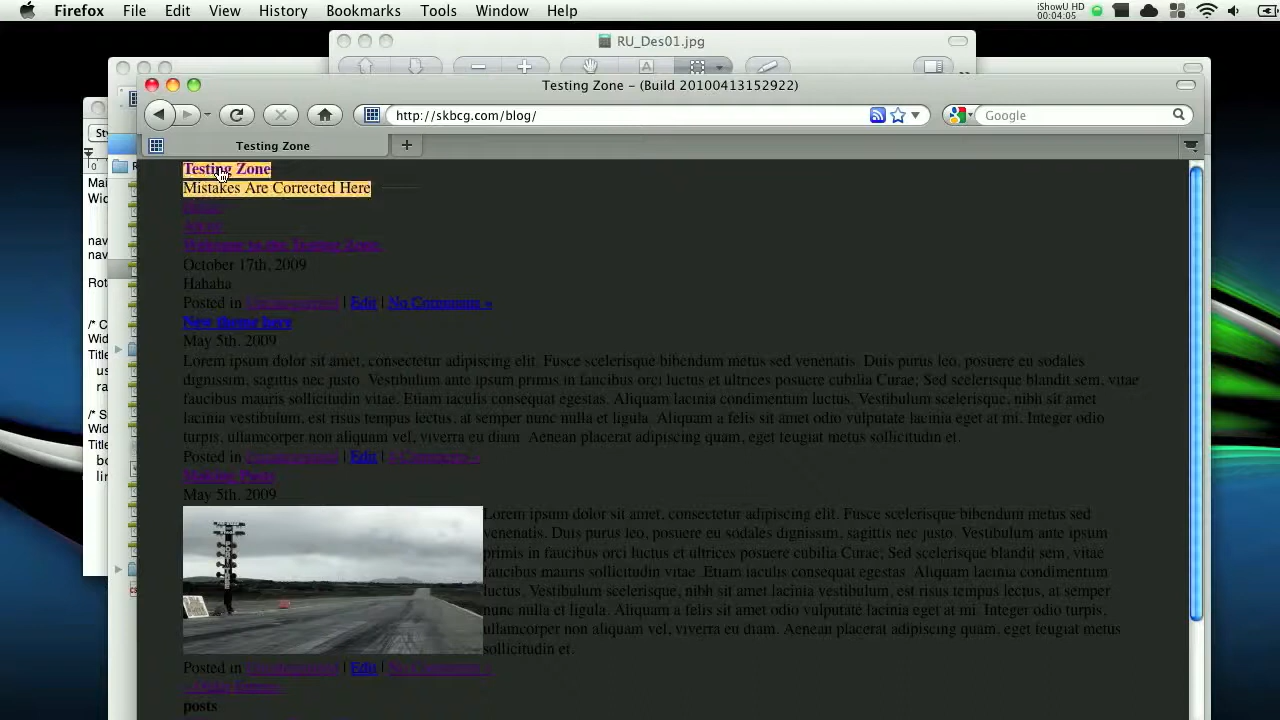 Firefox File Edit View History Bookmarks Tools Window Help
iShowU HD
00:04:05
RU_Des01.jpg
Testing Zone - (Build 20100413152922)
http://skbcg.com/blog/
Google
Testing Zone
Testing Zone
Mistakes Are Corrected Here
Welcome to the Testing Zone
October 17th, 2009
Hahaha
Posted in Uncategorized | Edit | No Comments »
New theme here
May 5th, 2009
Lorem ipsum dolor sit amet, consectetur adipiscing elit. Fusce scelerisque bibendum metus sed venenatis. Duis purus leo, posuere eu sodales
dignissim, sagittis nec justo. Vestibulum ante ipsum primis in faucibus orci luctus et ultrices posuere cubilia Curae; Sed scelerisque blandit sem, vitae
faucibus mauris sollicitudin vitae. Etiam iaculis consequat egestas. Aliquam lacinia condimentum luctus. Vestibulum scelerisque, nibh sit amet
lacinia vestibulum, est risus tempus lectus, at semper nunc nulla et ligula. Aliquam a felis sit amet odio vulputate lacinia eget at mi. Integer odio
turpis, ullamcorper non aliquam vel, viverra eu diam. Aenean placerat adipiscing quam, eget feugiat metus sollicitudin et.
Posted in Uncategorized | Edit |
May 5th, 2009
Lorem ipsum dolor sit amet, consectetur adipiscing elit. Fusce scelerisque bibendum metus sed
venenatis. Duis purus leo, posuere eu sodales dignissim, sagittis nec justo. Vestibulum ante ipsum
primis in faucibus orci luctus et ultrices posuere cubilia Curae; Sed scelerisque blandit sem, vitae
faucibus mauris sollicitudin vitae. Etiam iaculis consequat egestas. Aliquam lacinia condimentum
luctus. Vestibulum scelerisque, nibh sit amet lacinia vestibulum, est risus tempus lectus, at semper
nunc nulla et ligula. Aliquam a felis sit amet odio vulputate lacinia eget at mi. Integer odio turpis,
ullamcorper non aliquam vel, viverra eu diam. Aenean placerat adipiscing quam, eget feugiat metus
sollicitudin et.
Posted in Uncategorized | Edit | No Comments »
posts